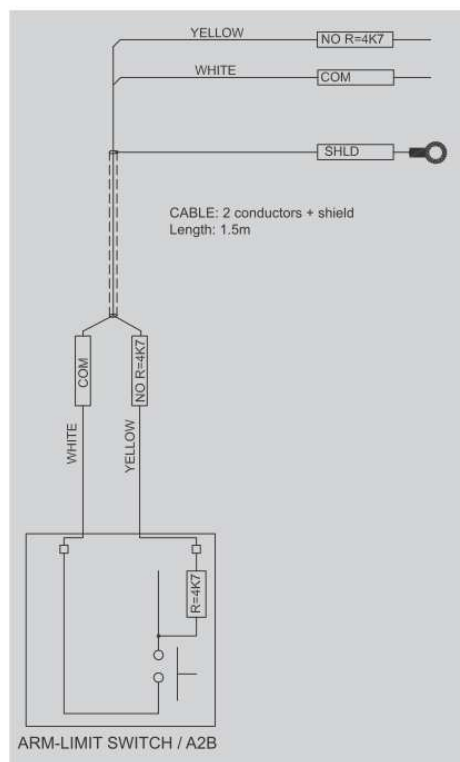 YELLOW
NO R=4K7
WHITE
COM
SHLD
CABLE: 2 conductors + shield
Length: 1.5m
COM
NO R=4K7
WHITE
YELLOW
R=4K7
ARM-LIMIT SWITCH / A2B